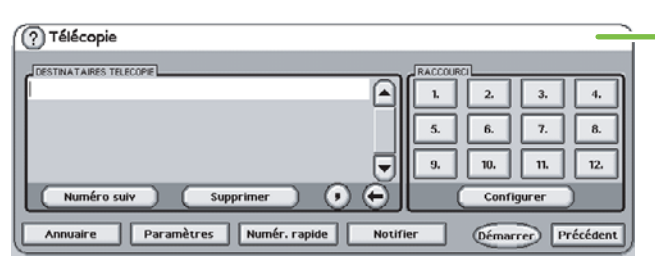 ? Télécopie
DESTINATAIRES TELECOPIE
RACCOURCI
1. 2. 3. 4.
5. 6. 7. 8.
9. 10. 11. 12.
Numéro suiv Supprimer , ← Configurer
Annuaire Paramètres Numér. rapide Notifier Démarrer Précédent